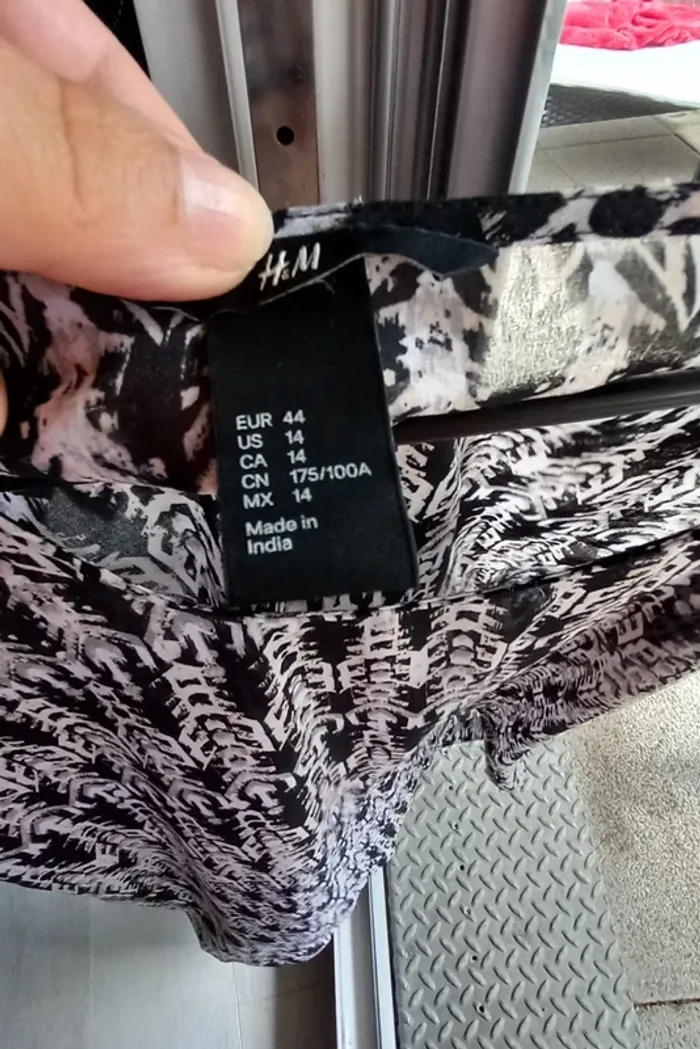 H&M
EUR 44
US 14
CA 14
CN 175/100A
MX 14
Made in
India